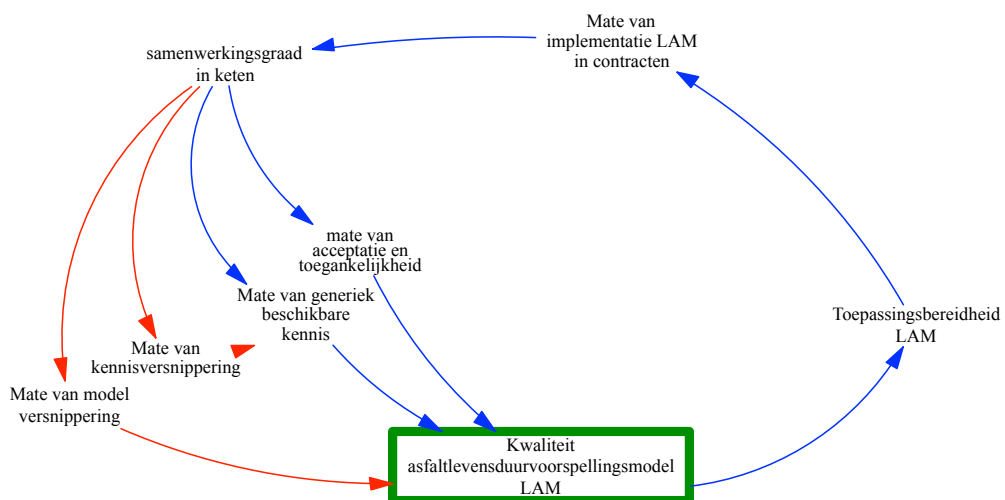 Mate van
implementatie LAM
in contracten
samenwerkingsgraad
in keten
mate van
acceptatie en
toegankelijkheid
Mate van generiek
beschikbare
kennis
Toepassingsbereidheid
LAM
Mate van
kennisversnippering
Mate van model
versnippering
Kwaliteit
asfaltlevensduurvoorspellingsmodel
LAM